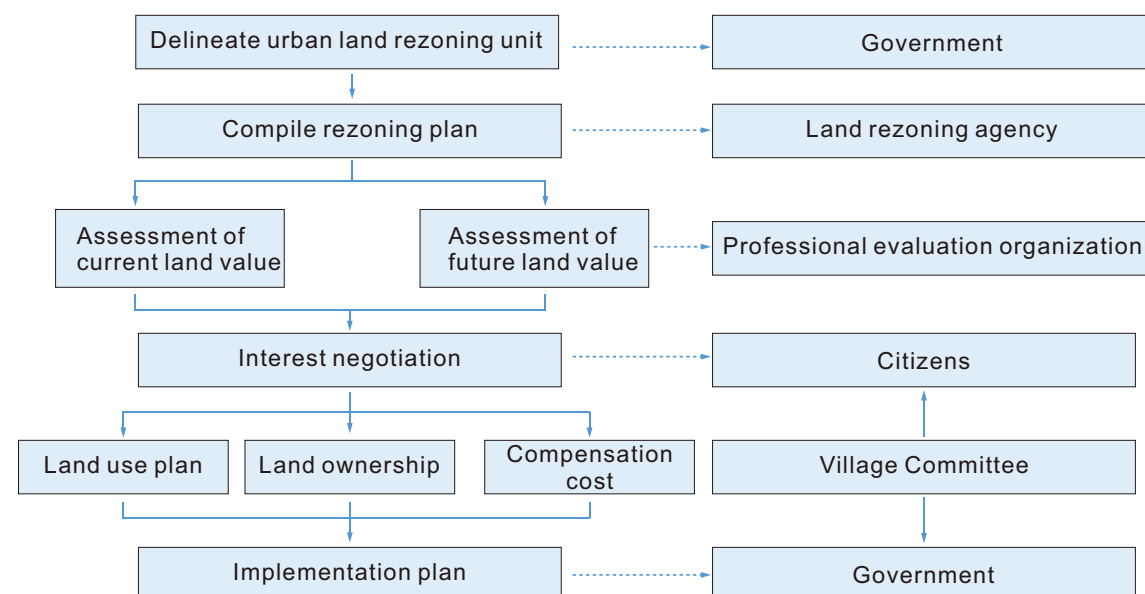 Delineate urban land rezoning unit
Government
Compile rezoning plan
Land rezoning agency
Assessment of
current land value
Assessment of
future land value
Professional evaluation organization
Interest negotiation
Citizens
Land use plan
Land ownership
Compensation
cost
Village Committee
Implementation plan
Government